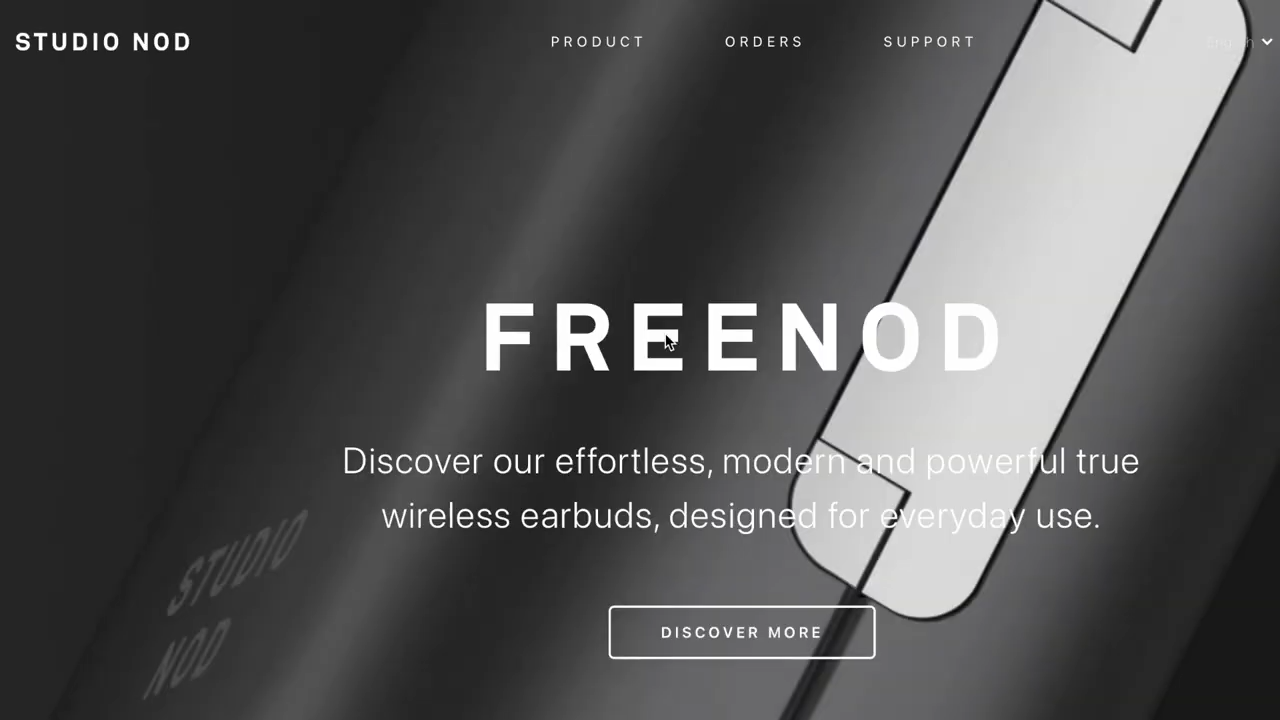 STUDIO NOD
PRODUCT ORDERS SUPPORT English
FREENOD
Discover our effortless, modern and powerful true
wireless earbuds, designed for everyday use.
STUDIO
NOD
DISCOVER MORE